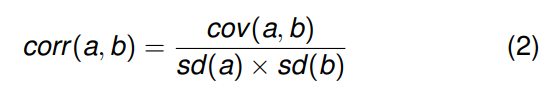 corr(a, b) = cov(a, b) / sd(a) × sd(b) (2)